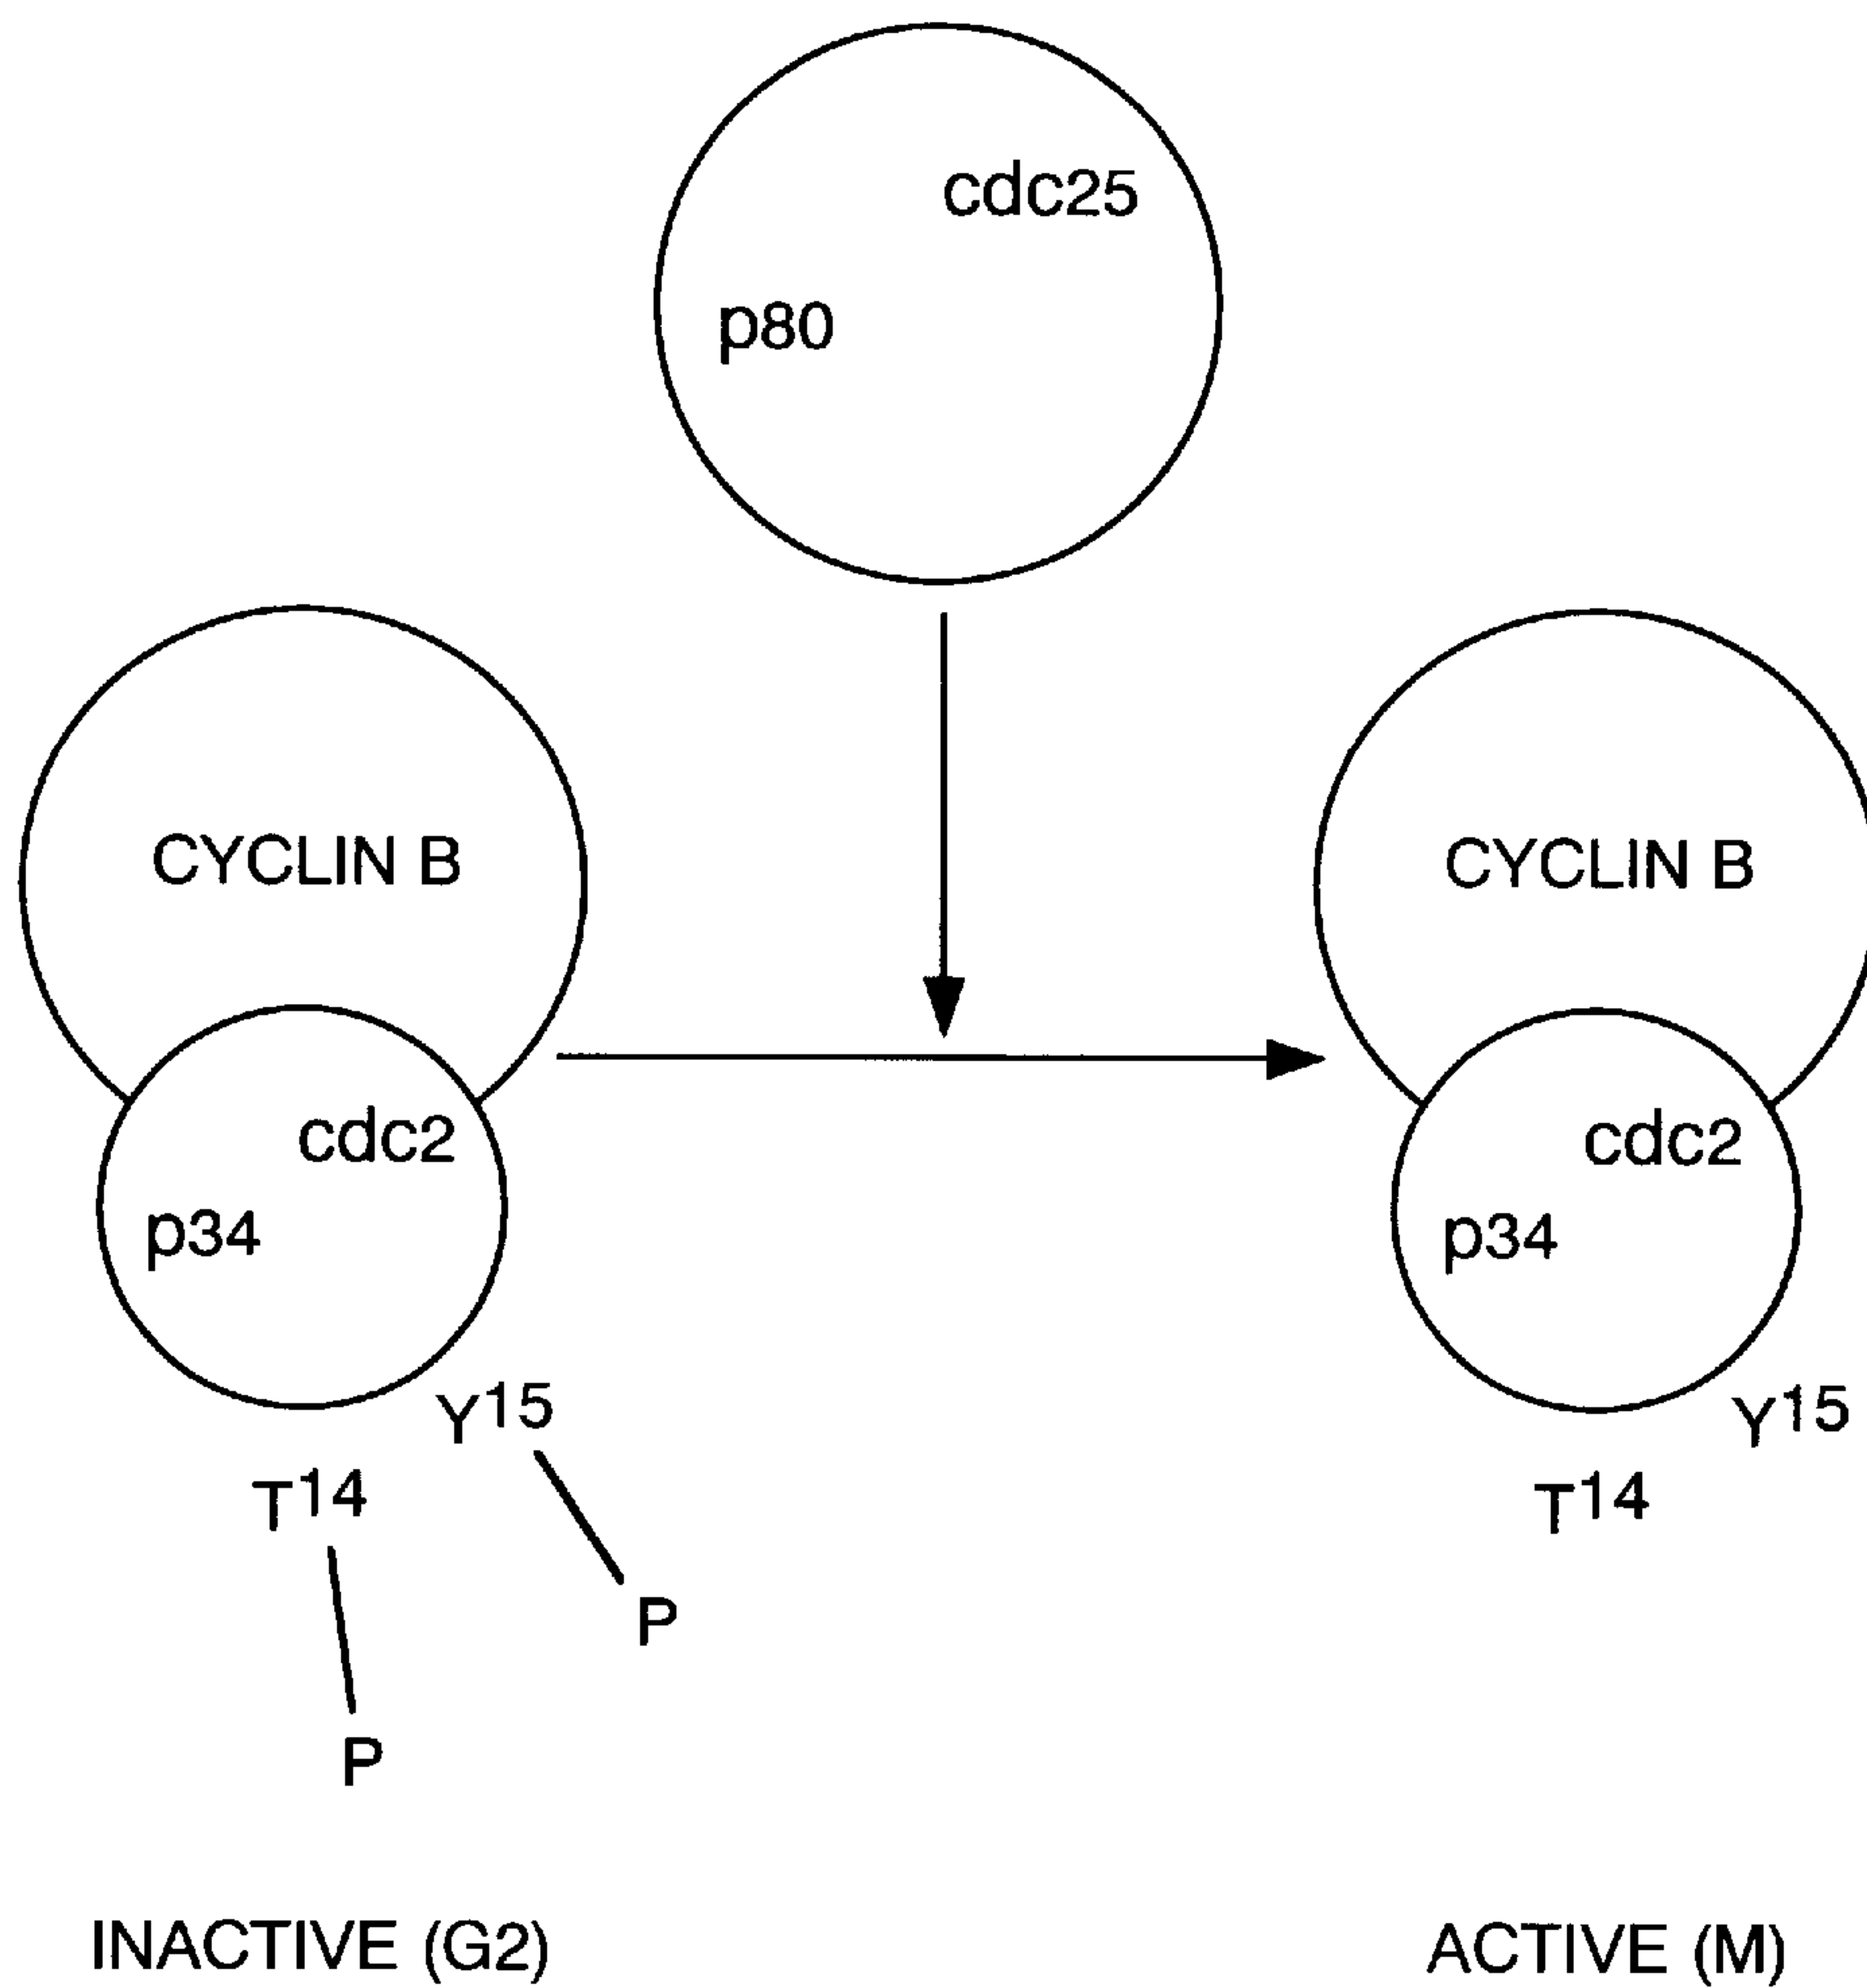 cdc25
p80
CYCLIN B
CYCLIN B
cdc2
p34
cdc2
p34
Y15
T14
P
P
Y15
T14
INACTIVE (G2)
ACTIVE (M)